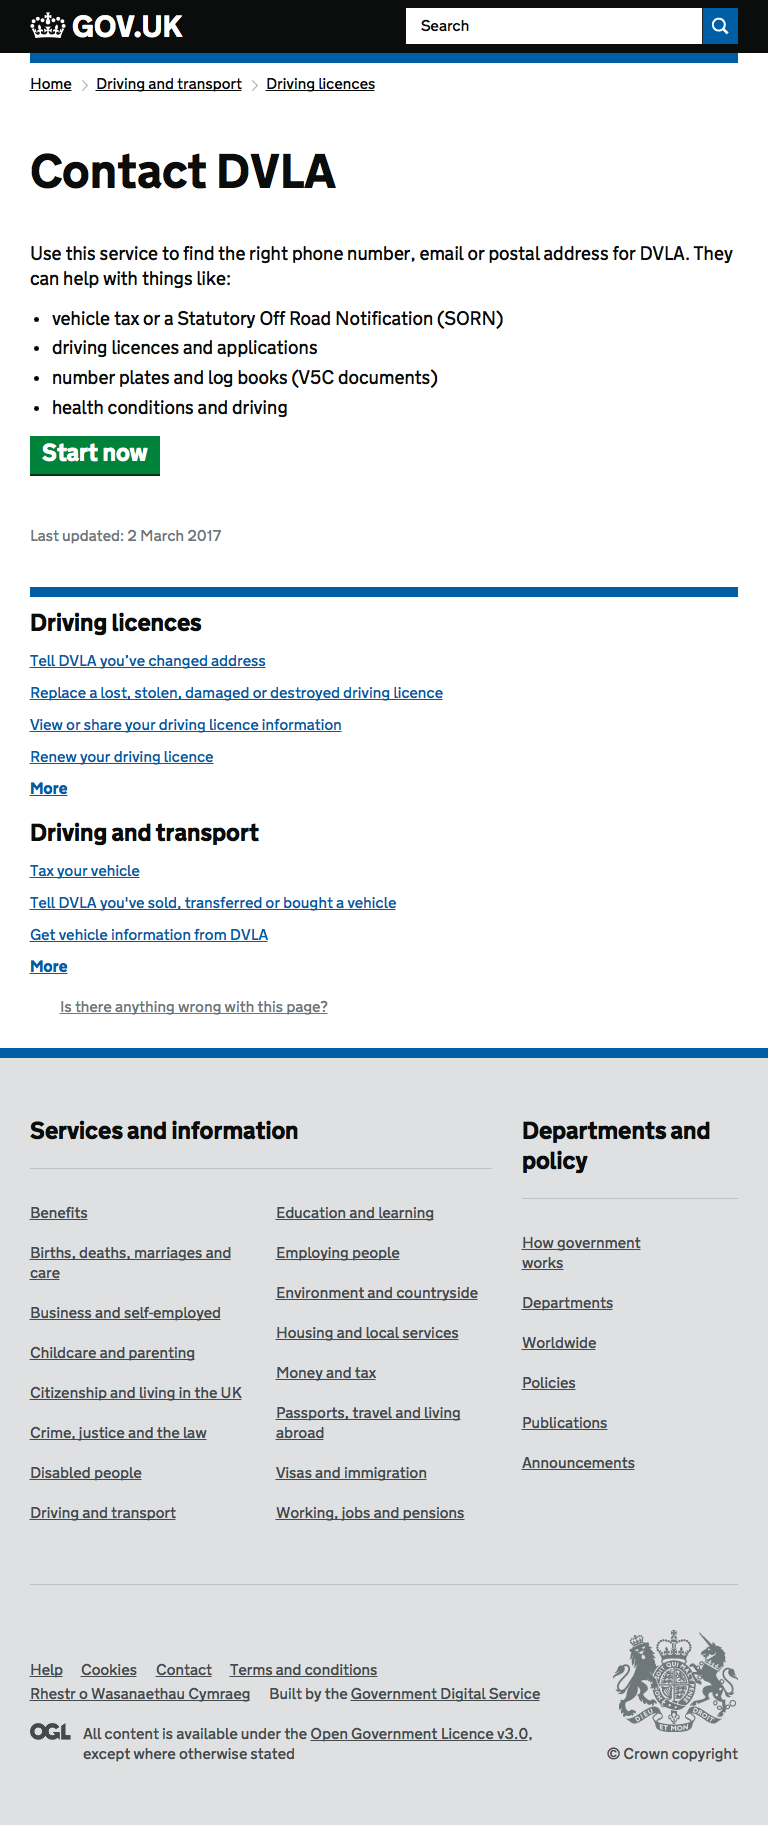 GOV.UK
Search
Home
Driving and transport
Driving licences
Contact DVLA
Use this service to find the right phone number, email or postal address for DVLA. They
can help with things like:
• vehicle tax or a Statutory Off Road Notification (SORN)
• driving licences and applications
• number plates and log books (V5C documents)
• health conditions and driving
Start now
Last updated: 2 March 2017
Driving licences
Tell DVLA you’ve changed address
Replace a lost, stolen, damaged or destroyed driving licence
View or share your driving licence information
Renew your driving licence
More
Driving and transport
Tax your vehicle
Tell DVLA you've sold, transferred or bought a vehicle
Get vehicle information from DVLA
More
Is there anything wrong with this page?
Services and information
Benefits
Births, deaths, marriages and
care
Business and self-employed
Childcare and parenting
Citizenship and living in the UK
Crime, justice and the law
Disabled people
Driving and transport
Education and learning
Employing people
Environment and countryside
Housing and local services
Money and tax
Passports, travel and living
abroad
Visas and immigration
Working, jobs and pensions
Departments and
policy
How government
works
Departments
Worldwide
Policies
Publications
Announcements
Help
Cookies
Contact
Terms and conditions
Rhestr o Wasanaethau Cymraeg
Built by the Government Digital Service
OGL
All content is available under the Open Government Licence v3.0,
except where otherwise stated
DIEU ET MON DROIT
© Crown copyright